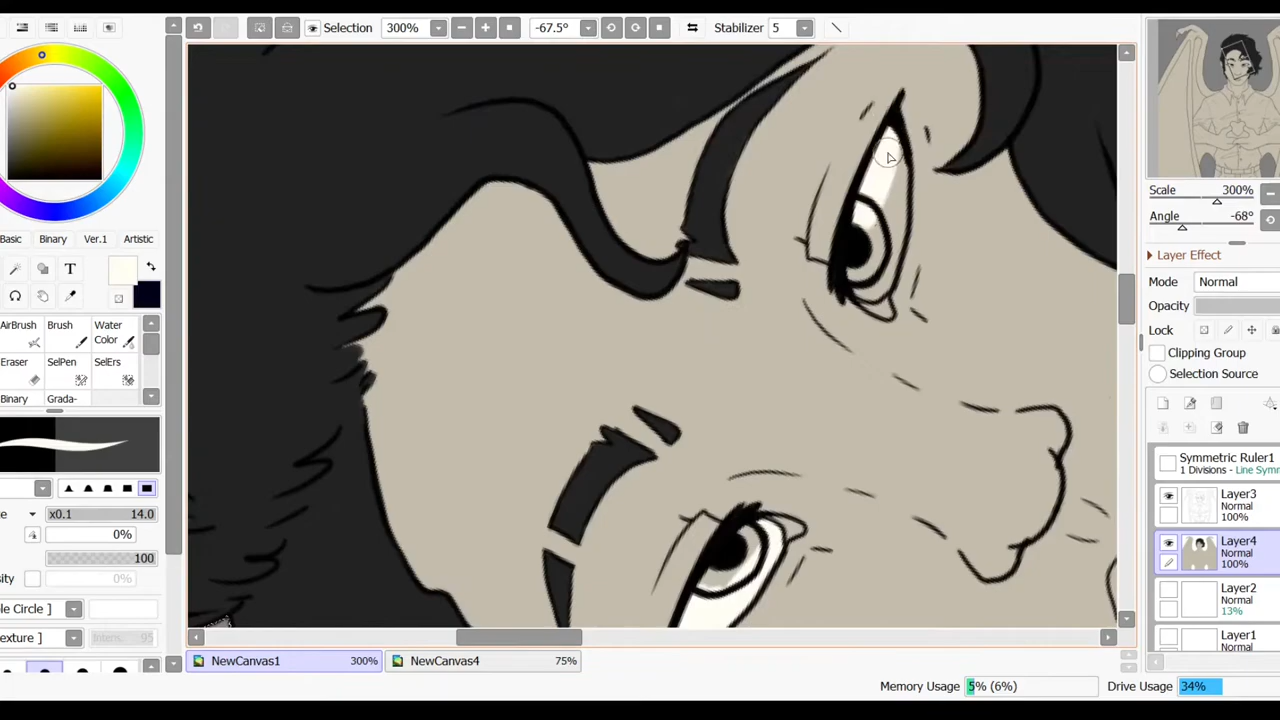 Selection 300% -67.5° Stabilizer 5
Basic Binary Ver.1 Artistic
T
AirBrush Brush Water Color
Eraser SelPen SelErs
Binary Grada-
x0.1 14.0
0%
100
0%
95
NewCanvas1 300% NewCanvas4 75%
Memory Usage 5% (6%) Drive Usage 34%
Scale 300%
Angle -68°
Layer Effect
Mode Normal
Opacity
Lock
Clipping Group
Selection Source
Symmetric Ruler1
1 Divisions - Line Sym
Layer3
Normal
100%
Layer4
Normal
100%
Layer2
Normal
13%
Layer1
Normal